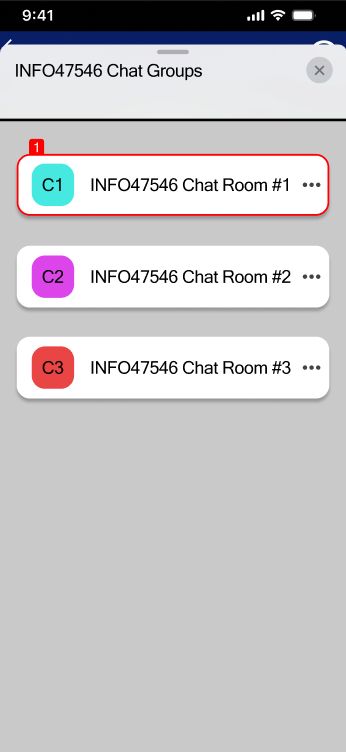 9:41
INFO47546 Chat Groups
1
C1 INFO47546 Chat Room #1
C2 INFO47546 Chat Room #2
C3 INFO47546 Chat Room #3